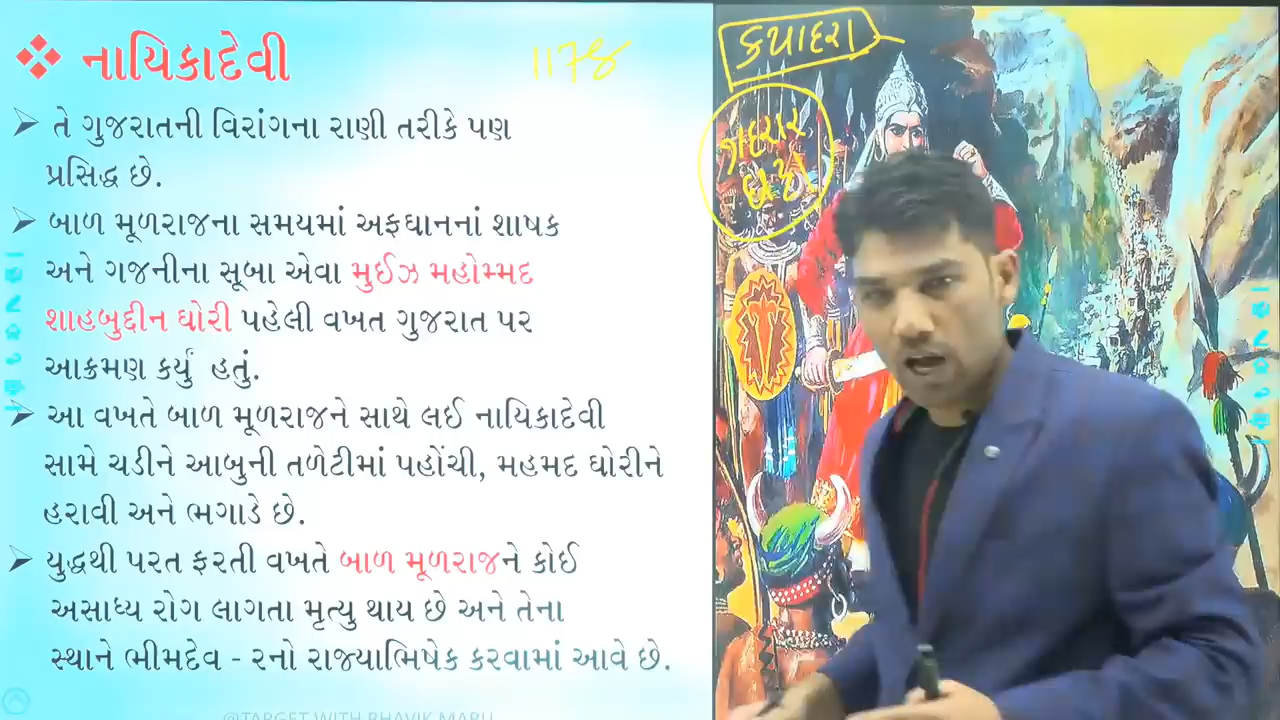 નાયિકાદેવી
1178
તે ગુજરાતની વિરાંગના રાણી તરીકે પણ
પ્રસિદ્ધ છે.
બાળ મૂળરાજના સમયમાં અફઘાનનાં શાષક
અને ગજનીના સૂબા એવા મુઈઝ મહોમ્મદ
શાહબુદ્દીન ઘોરી પહેલી વખત ગુજરાત પર
આક્રમણ કર્યું હતું.
આ વખતે બાળ મૂળરાજને સાથે લઈ નાયિકાદેવી
સામે ચડીને આબુની તળેટીમાં પહોંચી, મહમદ ઘોરીને
હરાવી અને ભગાડે છે.
યુદ્ધથી પરત ફરતી વખતે બાળ મૂળરાજને કોઈ
અસાધ્ય રોગ લાગતા મૃત્યુ થાય છે અને તેના
સ્થાને ભીમદેવ - રનો રાજ્યાભિષેક કરવામાં આવે છે.
@TARGET WITH BHAVIK MARU
કયાદરા